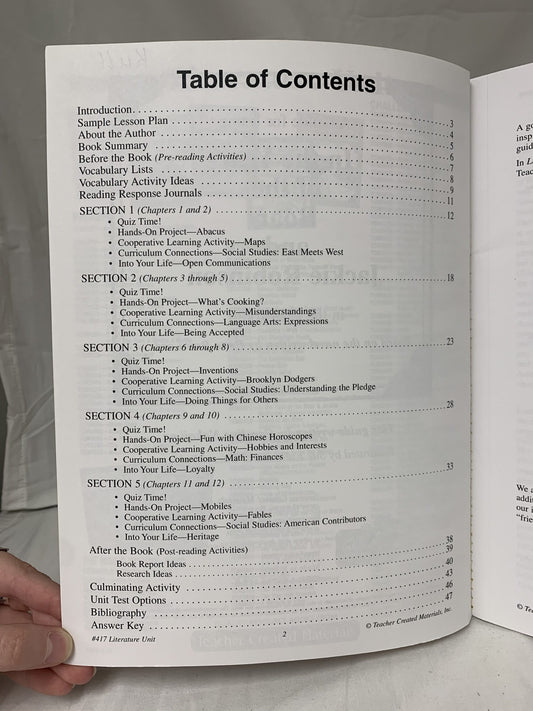 Table of Contents
Introduction . . . . . . . . . . 3
Sample Lesson Plan . . . . . . . . . . 4
About the Author . . . . . . . . . . 5
Book Summary . . . . . . . . . . 6
Before the Book (Pre-reading Activities) . . . . . . . . . . 7
Vocabulary Lists . . . . . . . . . . 8
Vocabulary Activity Ideas . . . . . . . . . . 9
Reading Response Journals . . . . . . . . . . 11
SECTION 1 (Chapters 1 and 2) . . . . . . . . . . 12
• Quiz Time!
• Hands-On Project—Abacus
• Cooperative Learning Activity—Maps
• Curriculum Connections—Social Studies: East Meets West
• Into Your Life—Open Communications
SECTION 2 (Chapters 3 through 5) . . . . . . . . . . 18
• Quiz Time!
• Hands-On Project—What's Cooking?
• Cooperative Learning Activity—Misunderstandings
• Curriculum Connections—Language Arts: Expressions
• Into Your Life—Being Accepted
SECTION 3 (Chapters 6 through 8) . . . . . . . . . . 23
• Quiz Time!
• Hands-On Project—Inventions
• Cooperative Learning Activity—Brooklyn Dodgers
• Curriculum Connections—Social Studies: Understanding the Pledge
• Into Your Life—Doing Things for Others
SECTION 4 (Chapters 9 and 10) . . . . . . . . . . 28
• Quiz Time!
• Hands-On Project—Fun with Chinese Horoscopes
• Cooperative Learning Activity—Hobbies and Interests
• Curriculum Connections—Math: Finances
• Into Your Life—Loyalty
SECTION 5 (Chapters 11 and 12) . . . . . . . . . . 33
• Quiz Time!
• Hands-On Project—Mobiles
• Cooperative Learning Activity—Fables
• Curriculum Connections—Social Studies: American Contributors
• Into Your Life—Heritage
After the Book (Post-reading Activities)
Book Report Ideas . . . . . . . . . . 38
Research Ideas . . . . . . . . . . 39
Culminating Activity . . . . . . . . . . 40
Unit Test Options . . . . . . . . . . 43
Bibliography . . . . . . . . . . 46
Answer Key . . . . . . . . . . 47
#417 Literature Unit 2 © Teacher Created Materials, Inc.
A go
insp
guid
In L
Teac
We a
addi
our i
“frie
© Te